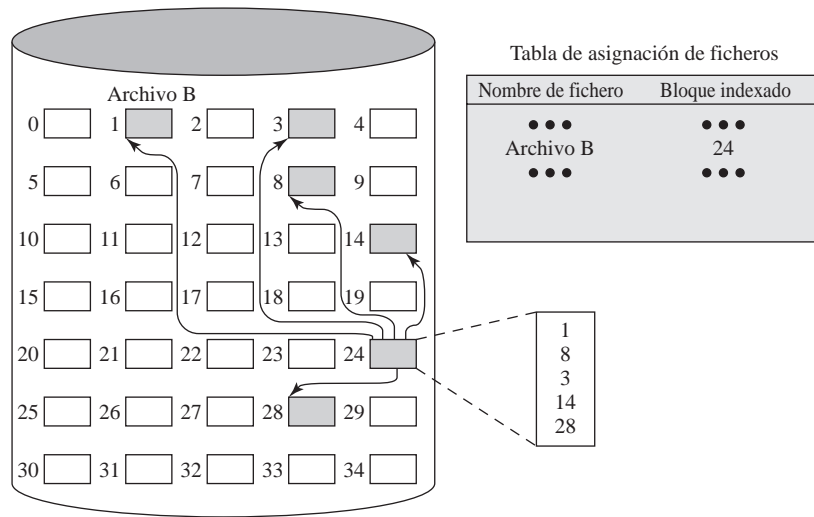 Tabla de asignación de ficheros
Nombre de fichero Bloque indexado
••• •••
Archivo B 24
••• •••
Archivo B
0 1 2 3 4
5 6 7 8 9
10 11 12 13 14
15 16 17 18 19
20 21 22 23 24
25 26 27 28 29
30 31 32 33 34
1
8
3
14
28